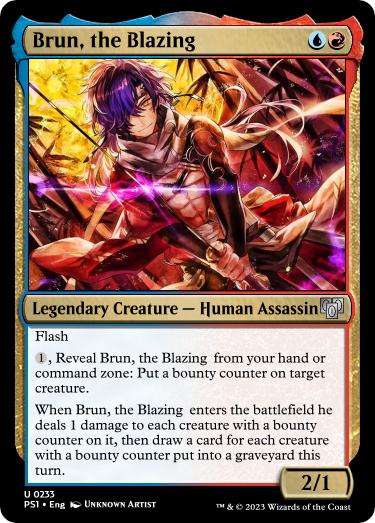 Brun, the Blazing
Legendary Creature — Human Assassin
Flash
1, Reveal Brun, the Blazing from your hand or
command zone: Put a bounty counter on target
creature.
When Brun, the Blazing enters the battlefield he
deals 1 damage to each creature with a bounty
counter on it, then draw a card for each creature
with a bounty counter put into a graveyard this
turn.
2/1
U 0233
PS1 • Eng Unknown Artist
™ & © 2023 Wizards of the Coast